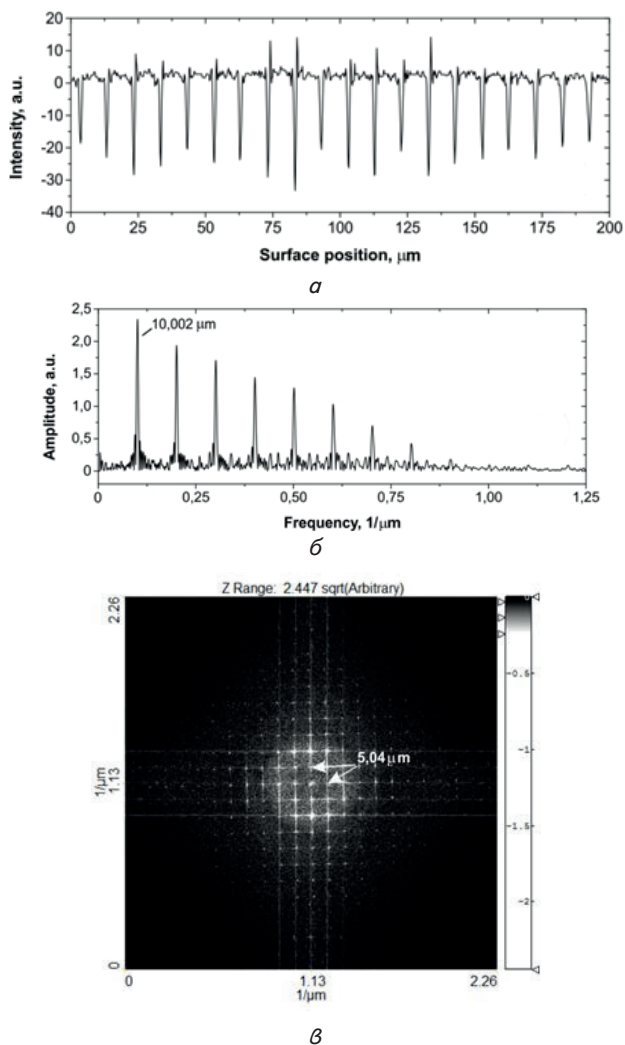 20
10
0
-10
-20
-30
-40
Intensity, a.u.
0 25 50 75 100 125 150 175 200
Surface position, μm
а
2,5
2,0
1,5
1,0
0,5
0
Amplitude, a.u.
10,002 μm
0 0,25 0,50 0,75 1,00 1,25
Frequency, 1/μm
б
Z Range: 2.447 sqrt(Arbitrary)
2.26
1.13
0
1/μm
5,04 μm
0
-0.5
-1
-1.5
-2
0 1.13 2.26
1/μm
в